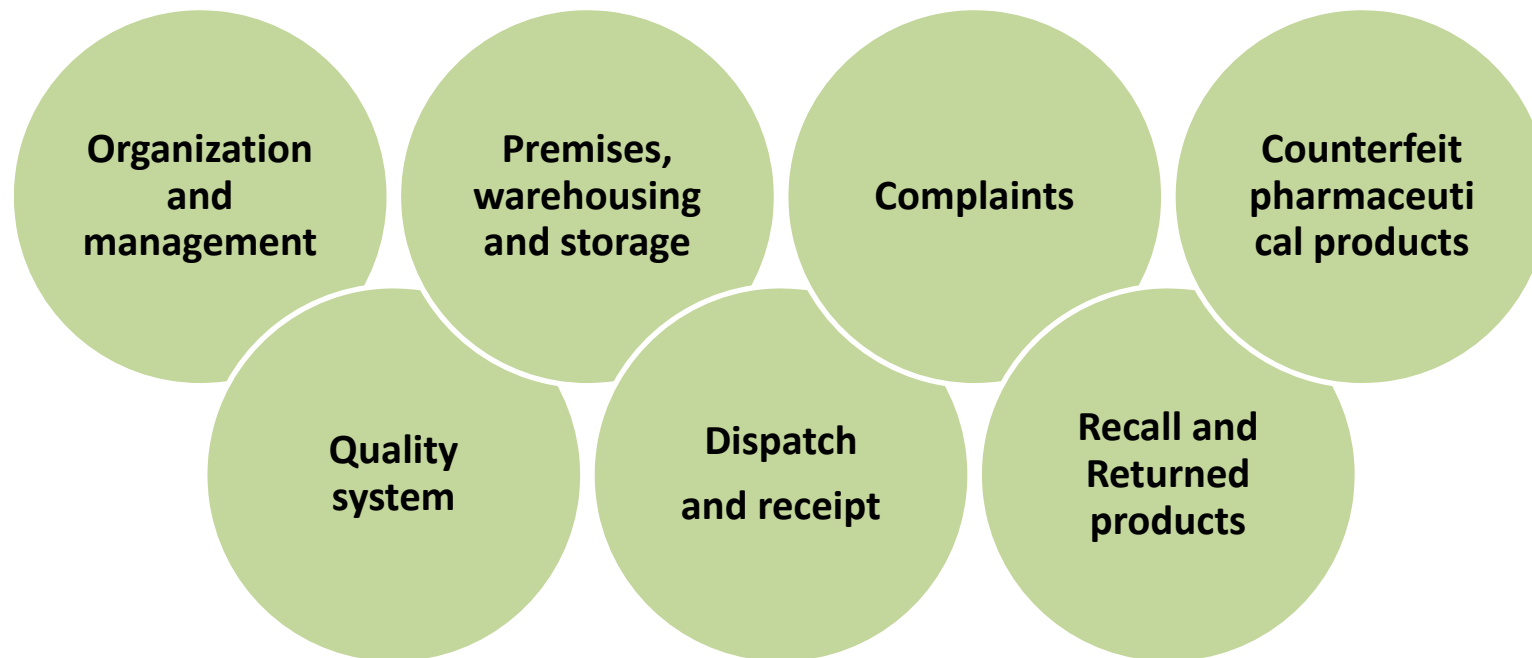 Organization
and
management
Premises,
warehousing
and storage
Complaints
Counterfeit
pharmaceuti
cal products
Quality
system
Dispatch
and receipt
Recall and
Returned
products